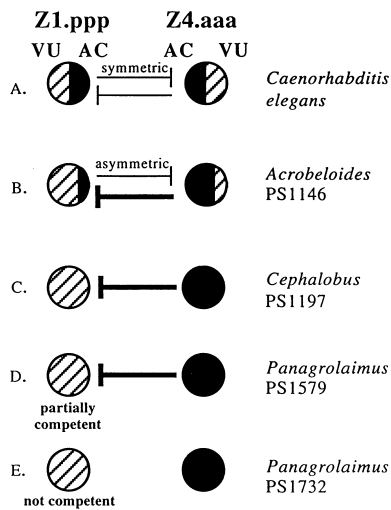 Z1.ppp Z4.aaa
VU AC AC VU
A. symmetric Caenorhabditis
elegans
B. asymmetric Acrobeloides
PS1146
C. Cephalobus
PS1197
D. Panagrolaimus
PS1579
partially
competent
E. Panagrolaimus
PS1732
not competent